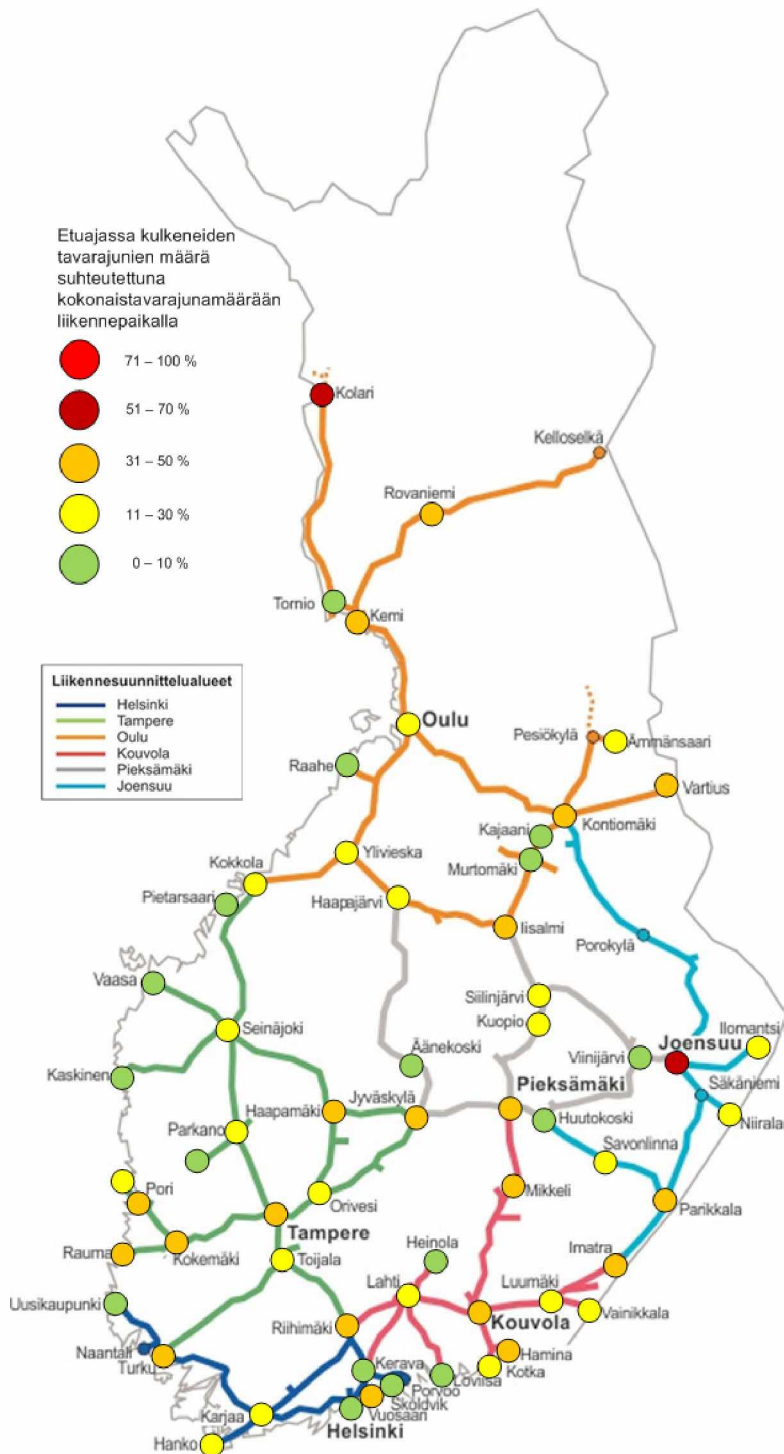 Etuajassa kulkeneiden
tavarajunien määrä
suhteutettuna
kokonaistavarajunamäärään
liikennepaikalla
71 – 100 %
51 – 70 %
31 – 50 %
11 – 30 %
0 – 10 %
Kolari
Kelloselkä
Rovaniemi
Tornio
Kemi
Liikennesuunnittelualueet
Helsinki
Tampere
Oulu
Kouvola
Pieksämäki
Joensuu
Oulu
Pesiökylä
Ämmänsaari
Raahe
Vartius
Kajaani
Kontiomäki
Ylivieska
Murtomäki
Kokkola
Pietarsaari
Haapajärvi
Iisalmi
Porokylä
Vaasa
Siilinjärvi
Kuopio
Ilomantsi
Seinäjoki
Joensuu
Viinijärvi
Äänekoski
Kaskinen
Säkäniemi
Pieksämäki
Jyväskylä
Haapamäki
Huutokoski
Niirala
Parkano
Savonlinna
Pori
Orivesi
Mikkeli
Parikkala
Tampere
Rauma
Kokemäki
Toijala
Heinola
Imatra
Lahti
Luumäki
Uusikaupunki
Vainikkala
Riihimäki
Kouvola
Naantali
Turku
Hamina
Kerava
Kotka
Loviisa
Porvoo
Sköldvik
Karjaa
Vuosaari
Helsinki
Hanko